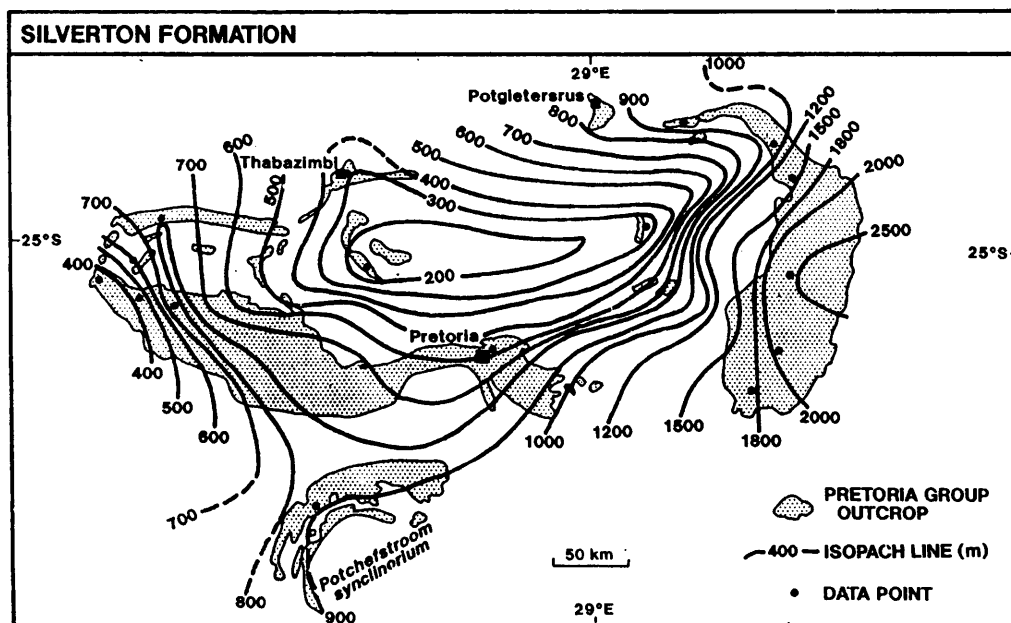 SILVERTON FORMATION
29°E
1000
Potgietersrus
900
800
1200
1500
1800
600
700
700
600
500
2000
Thabazimbi
400
700
500
300
25°S
2500
25°S
400
200
Pretoria
400
500
600
1000
1200
1500
1800
2000
700
PRETORIA GROUP
OUTCROP
400 ISOPACH LINE (m)
50 km
Potchefstroom
synclinorium
DATA POINT
800
900
29°E